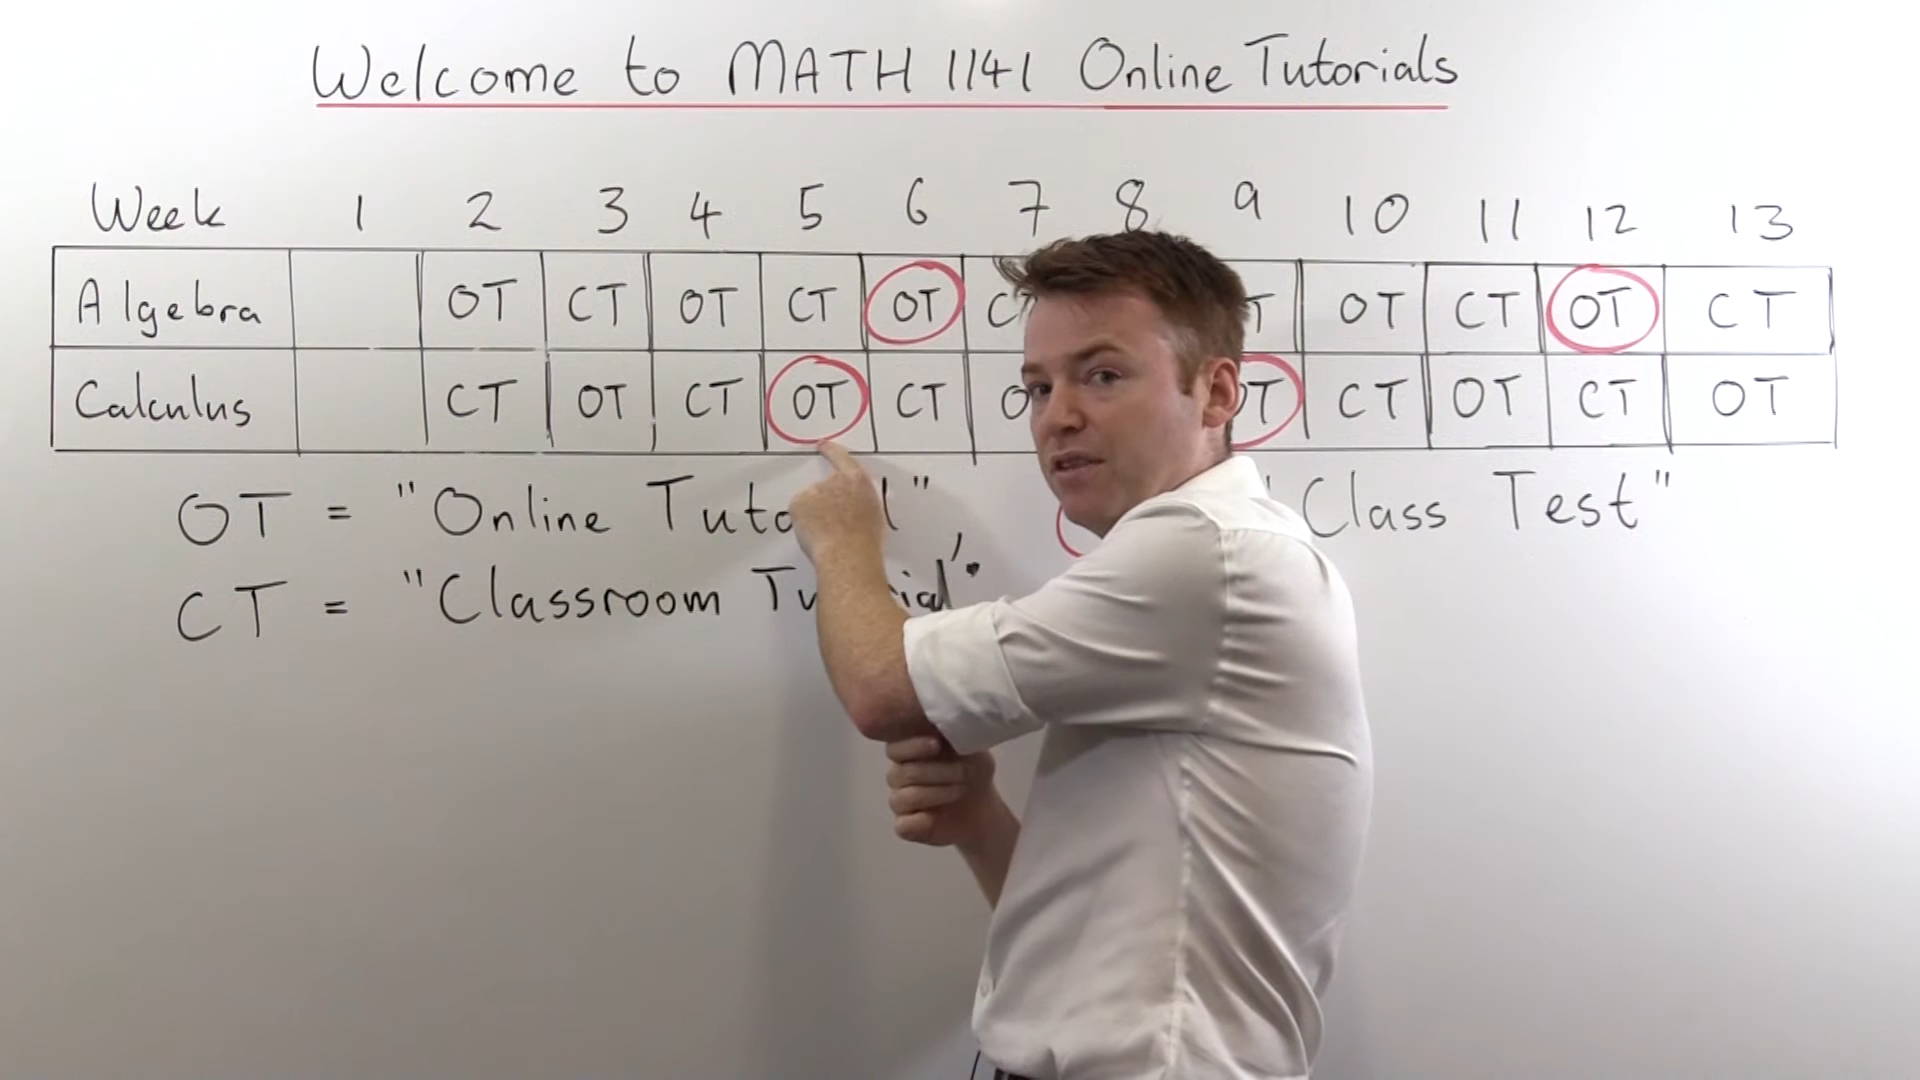 Welcome to MATH 1141 Online Tutorials
Week 1 2 3 4 5 6 7 8 9 10 11 12 13
Algebra OT CT OT CT OT OT CT OT CT
Calculus CT OT CT OT CT CT OT CT OT
OT = "Online , Class Test"
CT = "Classroom